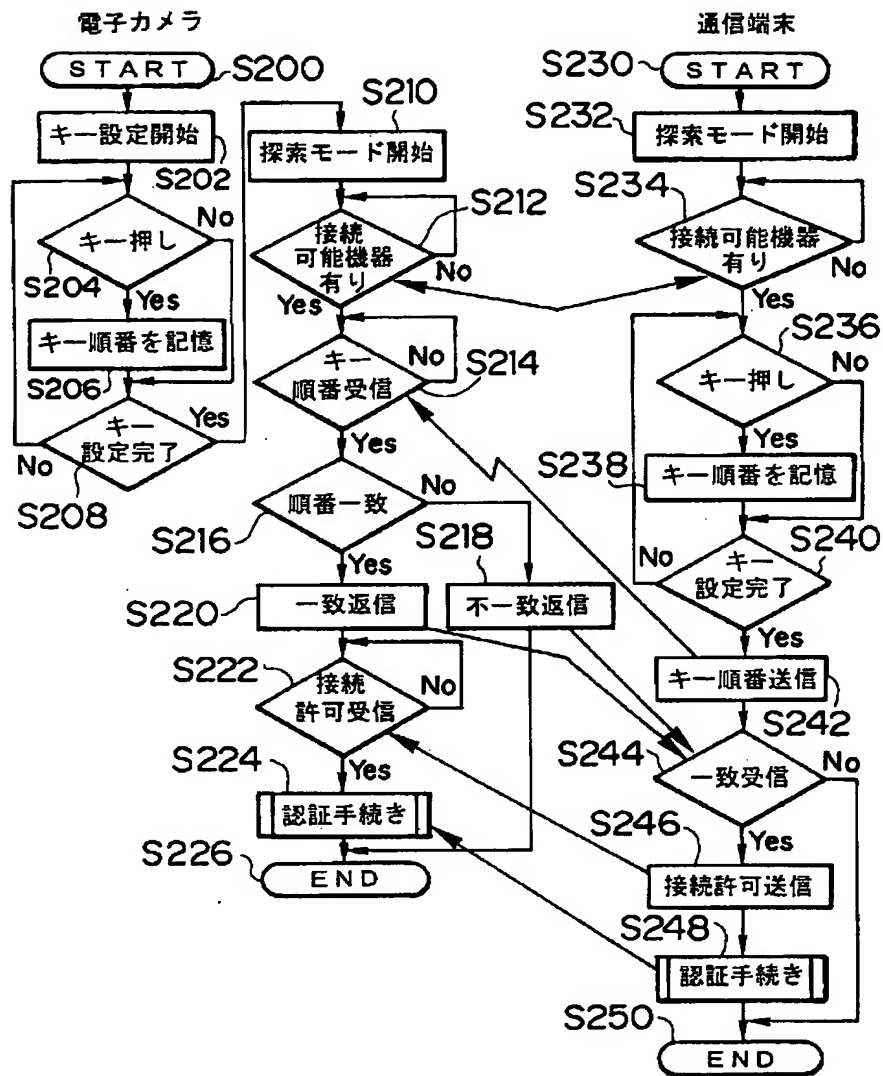 電子カメラ
START
S200
キー設定開始
S202
キー押し
No
S204
Yes
キー順番を記憶
S206
キー
設定完了
Yes
No
S208
S210
探索モード開始
S212
接続
可能機器
有り
No
Yes
キー
順番受信
No
S214
Yes
順番一致
No
S216
S218
Yes
S220
一致返信
不一致返信
S222
接続
許可受信
No
S224
Yes
認証手続き
S226
END
通信端末
S230
START
S232
探索モード開始
S234
接続可能機器
有り
No
Yes
S236
キー押し
No
Yes
S238
キー順番を記憶
S240
No
キー
設定完了
Yes
キー順番送信
S242
S244
一致受信
No
S246
Yes
接続許可送信
S248
認証手続き
S250
END